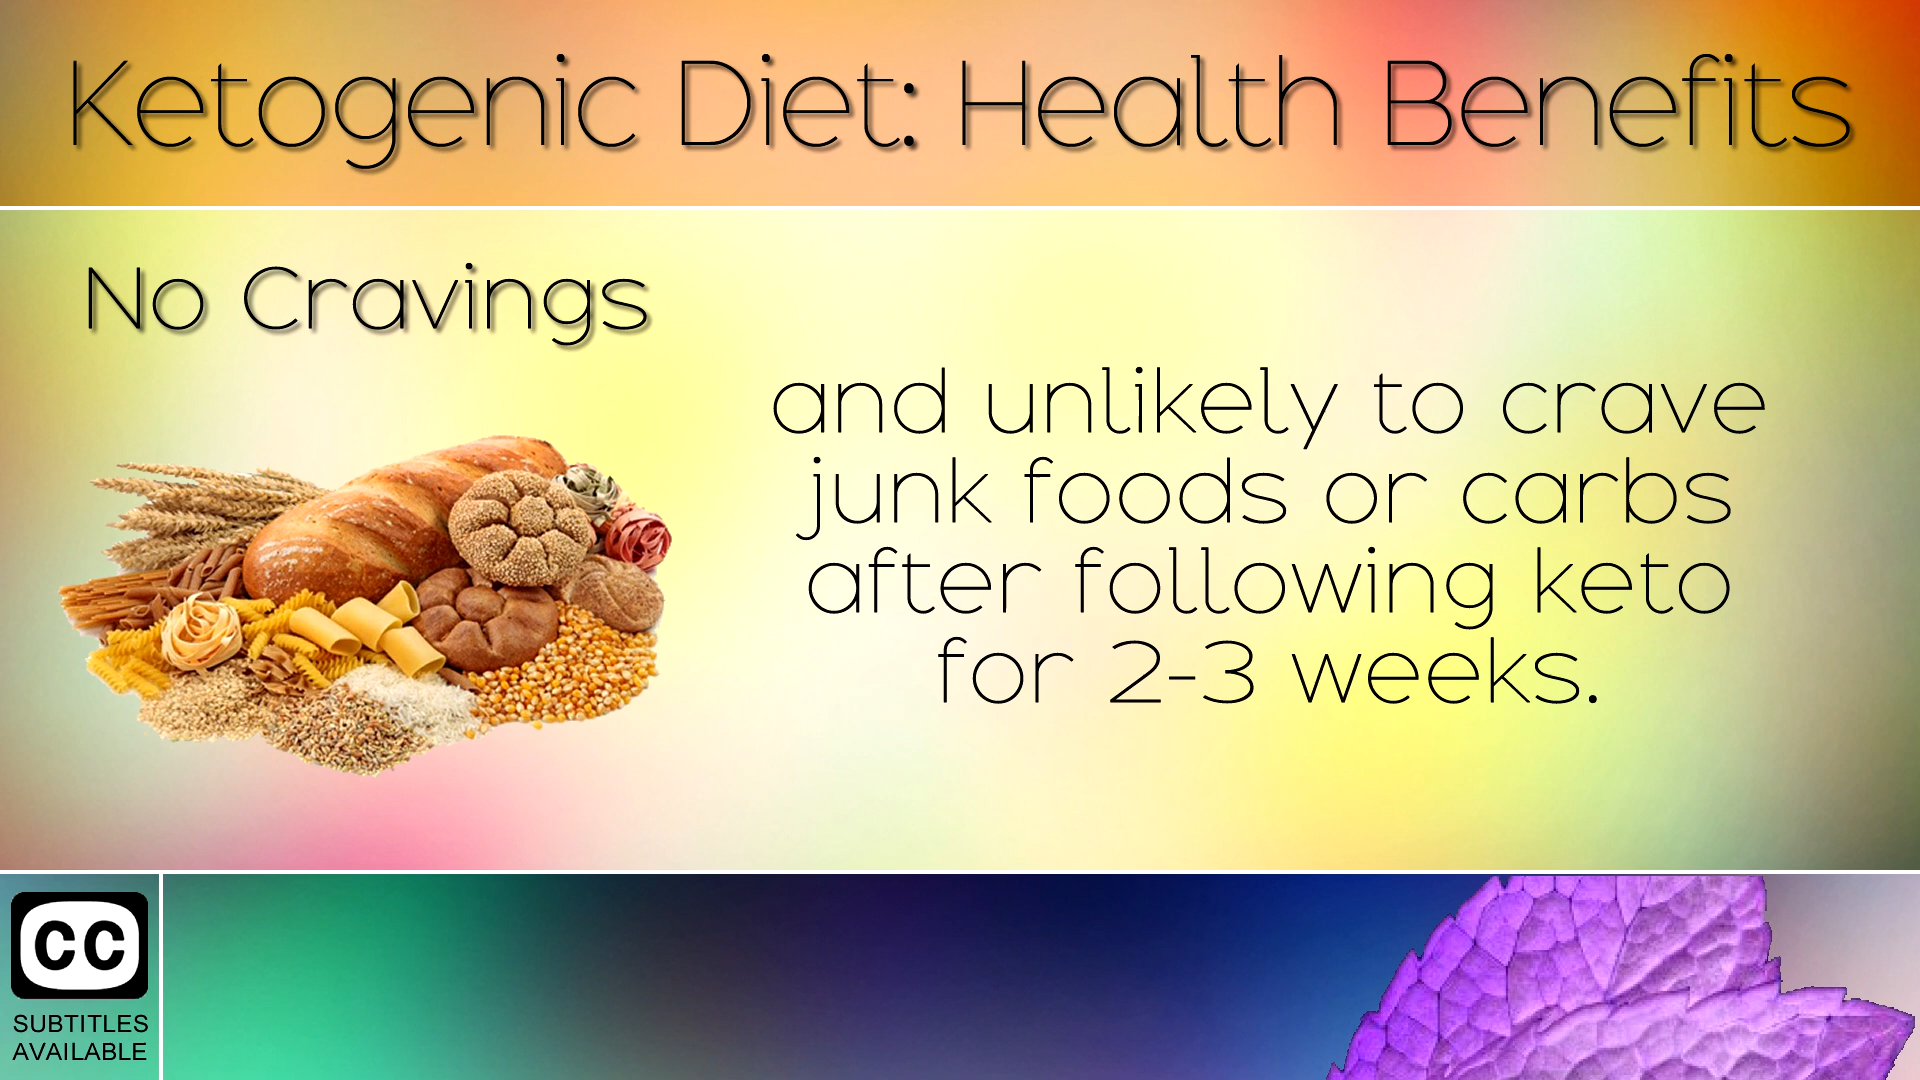 Ketogenic Diet: Health Benefits
No Cravings
and unlikely to crave
junk foods or carbs
after following keto
for 2-3 weeks.
CC
SUBTITLES
AVAILABLE